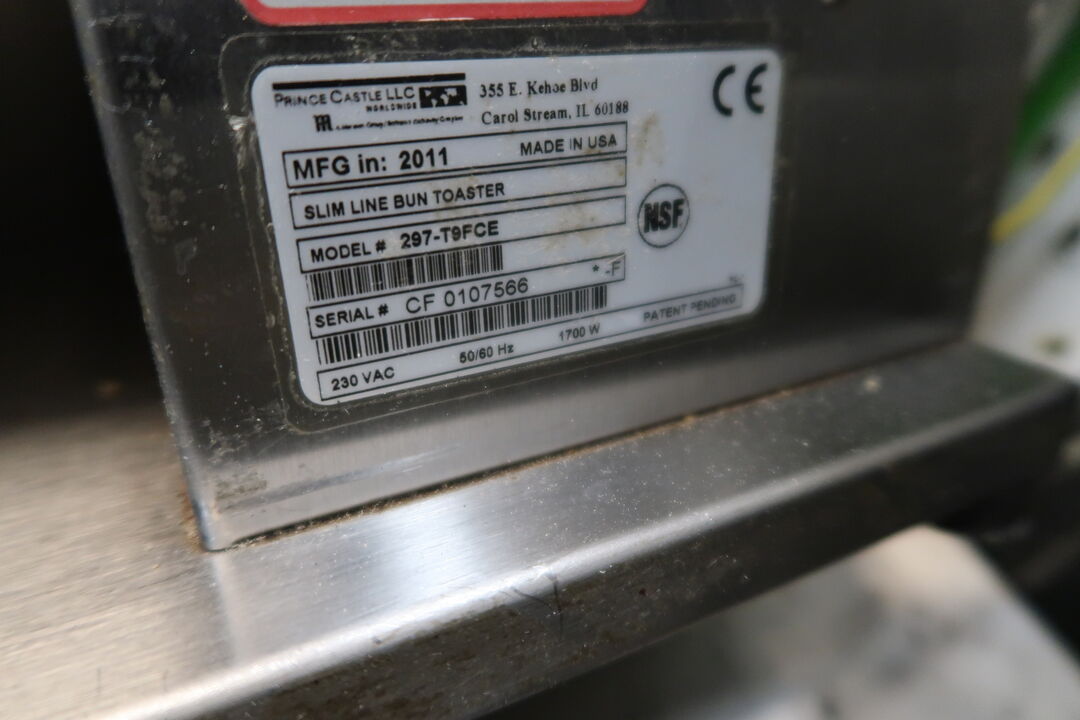 PRINCE CASTLE LLC
WORLDWIDE
355 E. Kehoe Blvd
Carol Stream, IL 60188
CE
MFG in: 2011 MADE IN USA
SLIM LINE BUN TOASTER
NSF
MODEL # 297-T9FCE
*-F
SERIAL # CF 0107566
230 VAC 50/60 Hz 1700 W PATENT PENDING